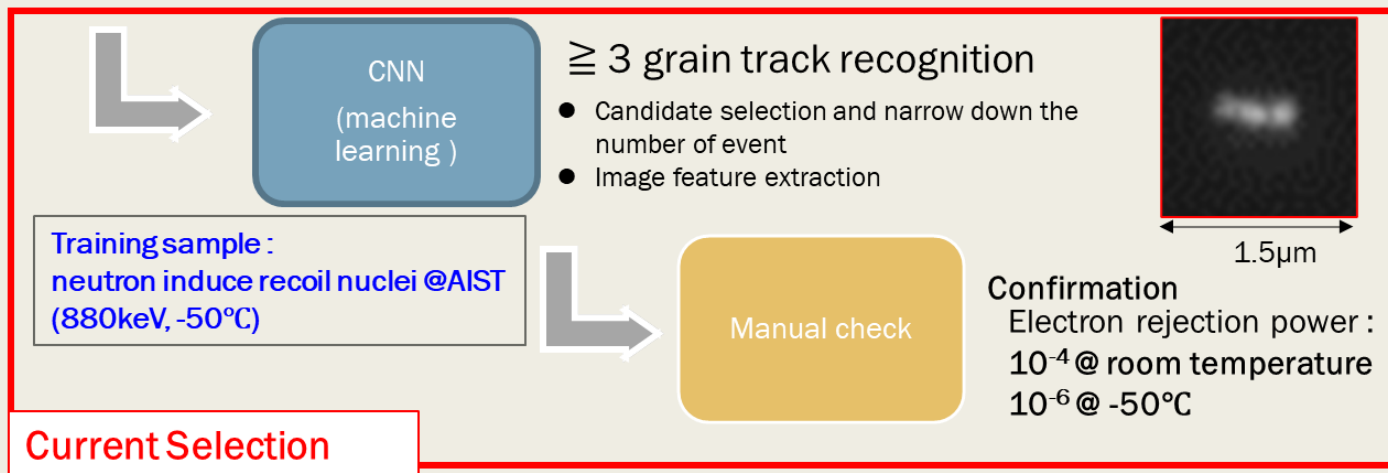 CNN
(machine
learning )
≧ 3 grain track recognition
● Candidate selection and narrow down the
number of event
● Image feature extraction
1.5μm
Training sample :
neutron induce recoil nuclei @AIST
(880keV, -50℃)
Manual check
Confirmation
Electron rejection power :
10⁻⁴ @ room temperature
10⁻⁶ @ -50℃
Current Selection